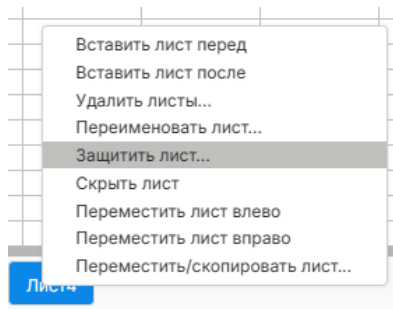 Вставить лист перед
Вставить лист после
Удалить листы...
Переименовать лист...
Защитить лист...
Скрыть лист
Переместить лист влево
Переместить лист вправо
Переместить/скопировать лист...
Лист4